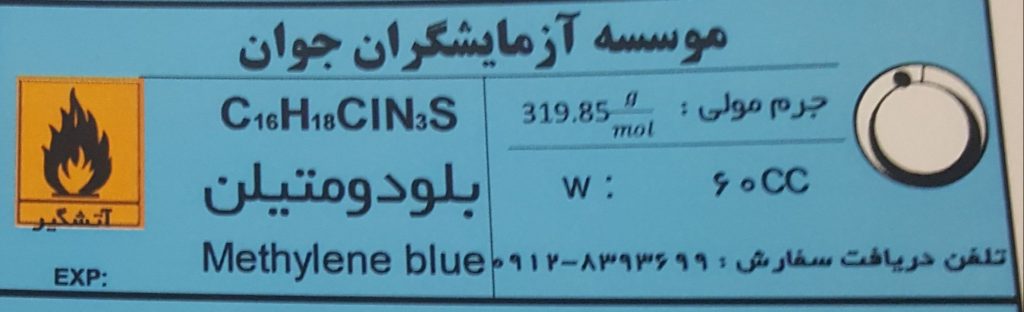 موسسه آزمایشگران جوان
C₁₆H₁₈ClN₃S
جرم مولی : 319.85 g/mol
بلودومتیلن
W : ۶۰CC
آتشگیر
Methylene blue
تلفن دریافت سفارش : ۰۹۱۲-۸۳۹۳۶۹۹
EXP: